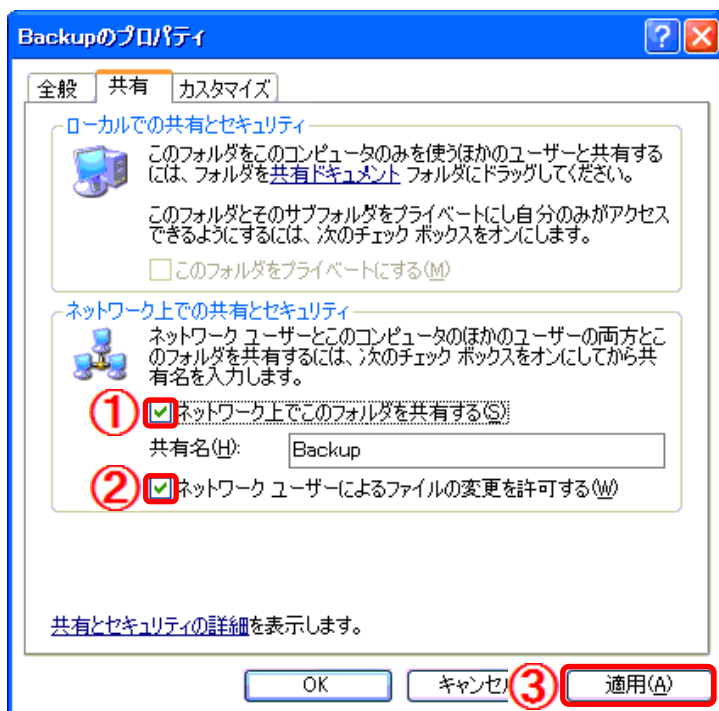 Backupのプロパティ
全般 共有 カスタマイズ
ローカルでの共有とセキュリティ
このフォルダをこのコンピュータのみを使うほかのユーザーと共有する
には、フォルダを共有ドキュメント フォルダにドラッグしてください。
このフォルダとそのサブフォルダをプライベートにし自分のみがアクセス
できるようにするには、次のチェック ボックスをオンにします。
このフォルダをプライベートにする(M)
ネットワーク上での共有とセキュリティ
ネットワーク ユーザーとこのコンピュータのほかのユーザーの両方とこ
のフォルダを共有するには、次のチェック ボックスをオンにしてから共
有名を入力します。
① ネットワーク上でこのフォルダを共有する(S)
共有名(H): Backup
② ネットワーク ユーザーによるファイルの変更を許可する(W)
共有とセキュリティの詳細を表示します。
OK キャンセル ③ 適用(A)